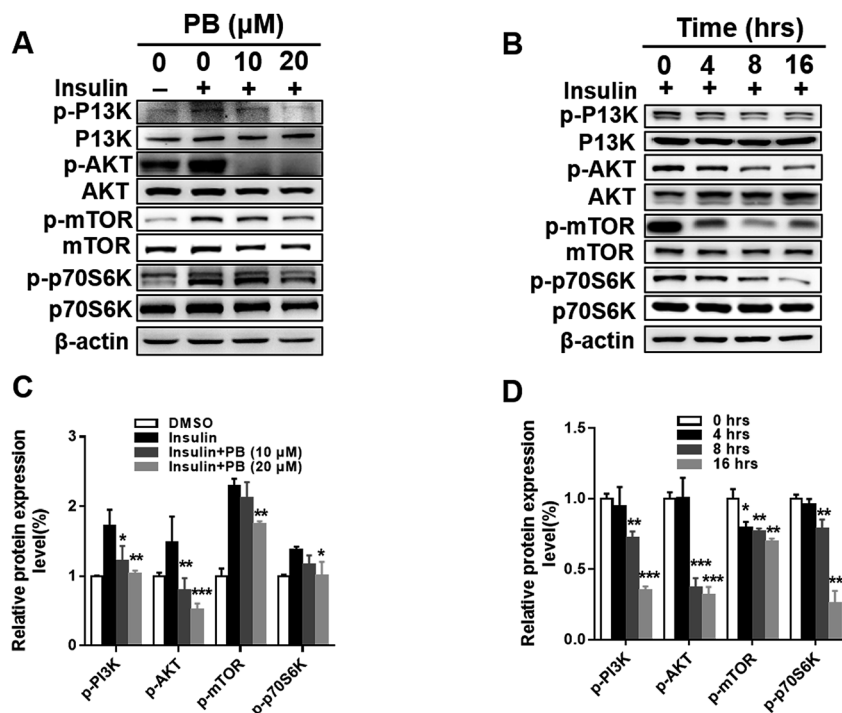 A
PB (μM)
0 0 10 20
Insulin – + + +
p-P13K
P13K
p-AKT
AKT
p-mTOR
mTOR
p-p70S6K
p70S6K
β-actin
B
Time (hrs)
0 4 8 16
Insulin + + + +
p-P13K
P13K
p-AKT
AKT
p-mTOR
mTOR
p-p70S6K
p70S6K
β-actin
C
DMSO
Insulin
Insulin+PB (10 μM)
Insulin+PB (20 μM)
Relative protein expression
level(%)
3
2
1
0
* ** ** *** ** *
p-PI3K p-AKT p-mTOR p-p70S6K
D
0 hrs
4 hrs
8 hrs
16 hrs
Relative protein expression
level(%)
1.5
1.0
0.5
0.0
** *** *** *** * ** ** ** **
p-PI3K p-AKT p-mTOR p-p70S6K